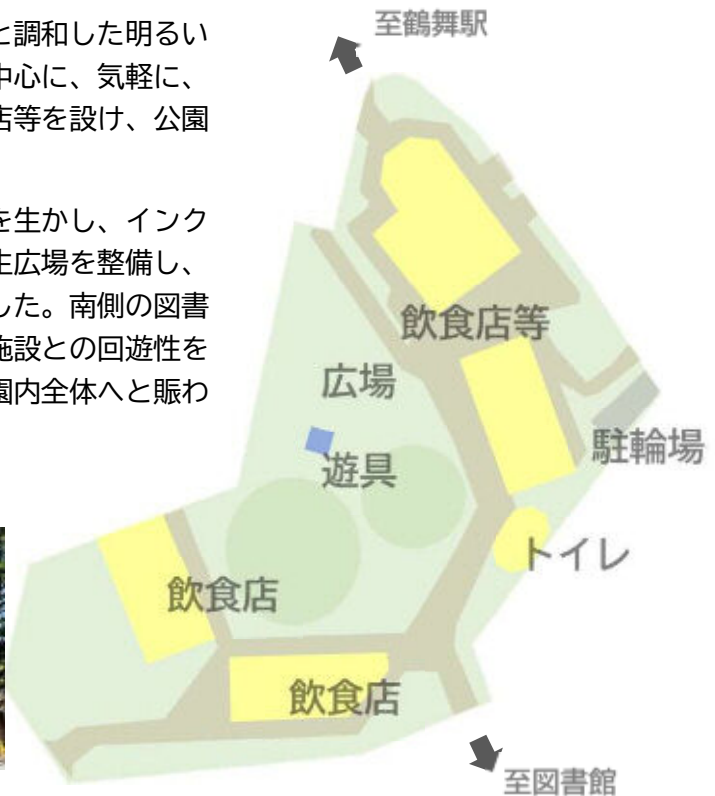 と調和した明るい
中心に、気軽に、
店等を設け、公園
を生かし、インク
生広場を整備し、
した。南側の図書
施設との回遊性を
園内全体へと賑わ
至鶴舞駅
飲食店等
広場
遊具
駐輪場
トイレ
飲食店
飲食店
至図書館